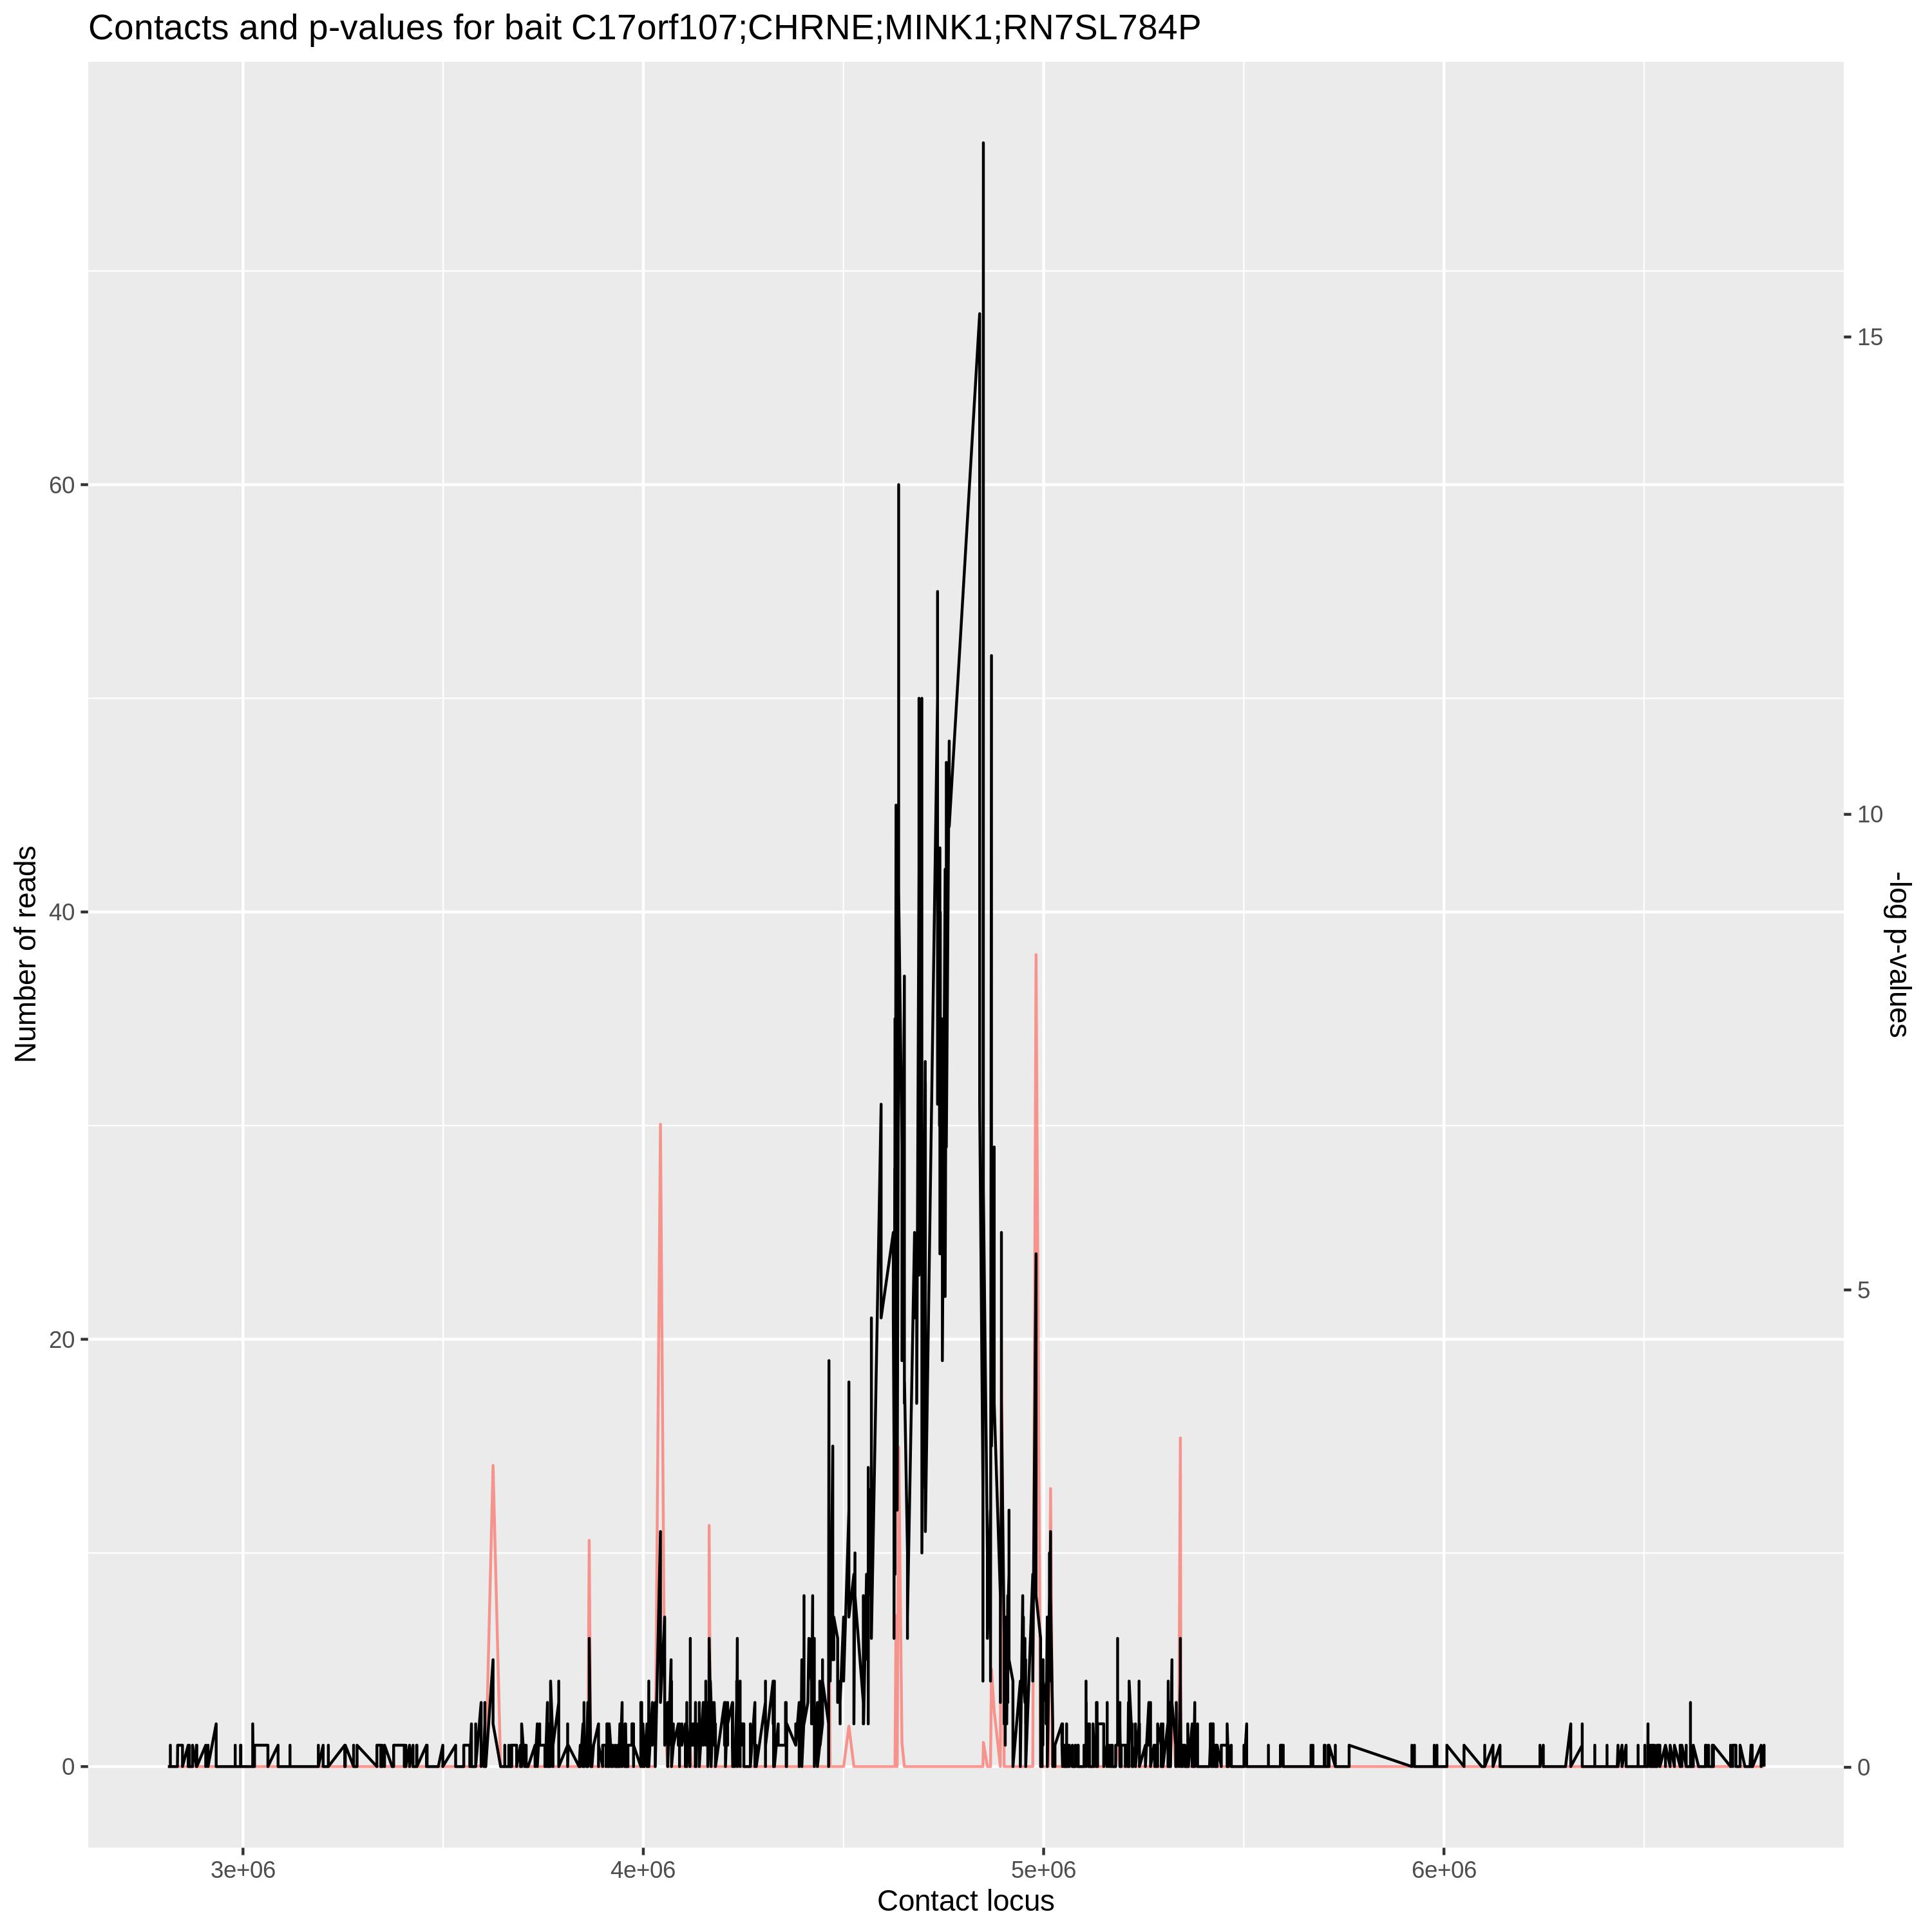 Contacts and p-values for bait C17orf107;CHRNE;MINK1;RN7SL784P
60
40
20
0
Number of reads
15
10
5
0
-log p-values
3e+06
4e+06
5e+06
6e+06
Contact locus